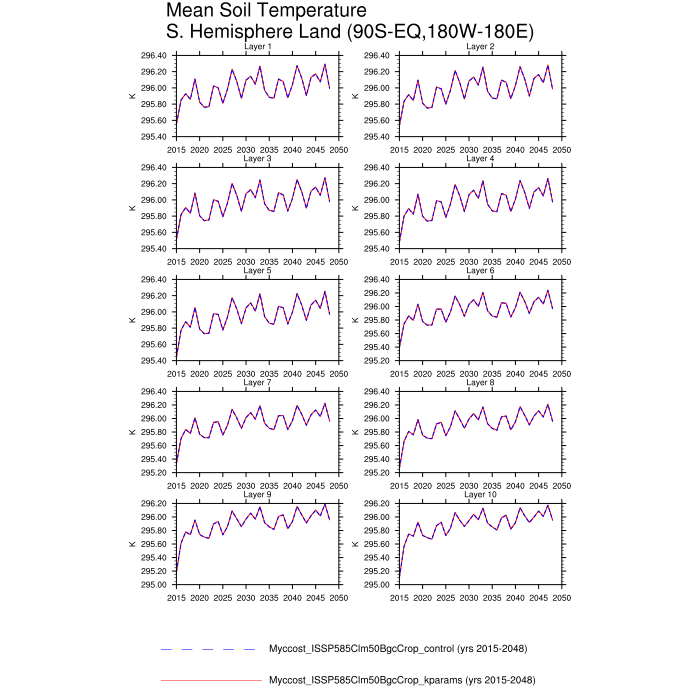 Mean Soil Temperature
S. Hemisphere Land (90S-EQ,180W-180E)
Layer 1
296.40
296.20
296.00
295.80
295.60
295.40
K
2015 2020 2025 2030 2035 2040 2045 2050
Layer 2
296.40
296.20
296.00
295.80
295.60
295.40
K
2015 2020 2025 2030 2035 2040 2045 2050
Layer 3
296.40
296.20
296.00
295.80
295.60
295.40
K
2015 2020 2025 2030 2035 2040 2045 2050
Layer 4
296.40
296.20
296.00
295.80
295.60
295.40
K
2015 2020 2025 2030 2035 2040 2045 2050
Layer 5
296.40
296.20
296.00
295.80
295.60
295.40
K
2015 2020 2025 2030 2035 2040 2045 2050
Layer 6
296.40
296.20
296.00
295.80
295.60
295.40
295.20
K
2015 2020 2025 2030 2035 2040 2045 2050
Layer 7
296.40
296.20
296.00
295.80
295.60
295.40
295.20
K
2015 2020 2025 2030 2035 2040 2045 2050
Layer 8
296.40
296.20
296.00
295.80
295.60
295.40
295.20
K
2015 2020 2025 2030 2035 2040 2045 2050
Layer 9
296.20
296.00
295.80
295.60
295.40
295.20
295.00
K
2015 2020 2025 2030 2035 2040 2045 2050
Layer 10
296.20
296.00
295.80
295.60
295.40
295.20
295.00
K
2015 2020 2025 2030 2035 2040 2045 2050
Myccost_ISSP585Clm50BgcCrop_control (yrs 2015-2048)
Myccost_ISSP585Clm50BgcCrop_kparams (yrs 2015-2048)